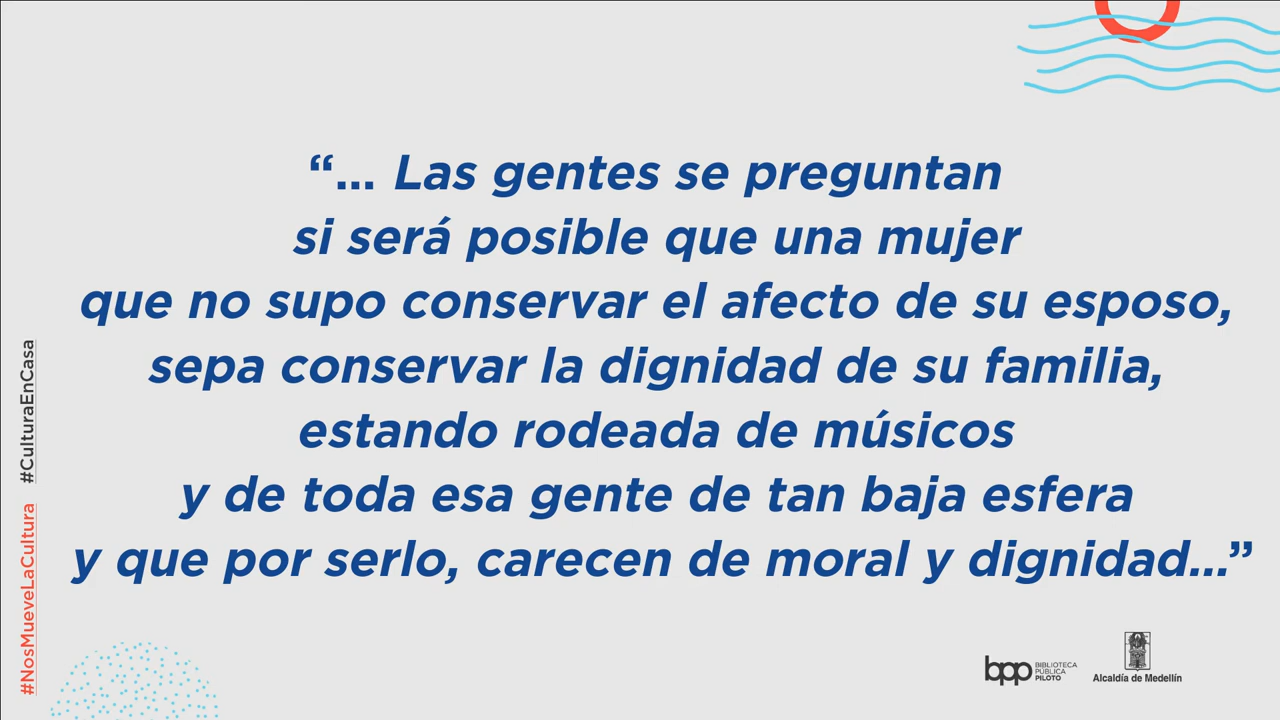 “... Las gentes se preguntan
si será posible que una mujer
que no supo conservar el afecto de su esposo,
sepa conservar la dignidad de su familia,
estando rodeada de músicos
y de toda esa gente de tan baja esfera
y que por serlo, carecen de moral y dignidad...”
#NosMueveLaCultura #CulturaEnCasa
bpp
BIBLIOTECA
PÚBLICA
PILOTO
Alcaldía de Medellín